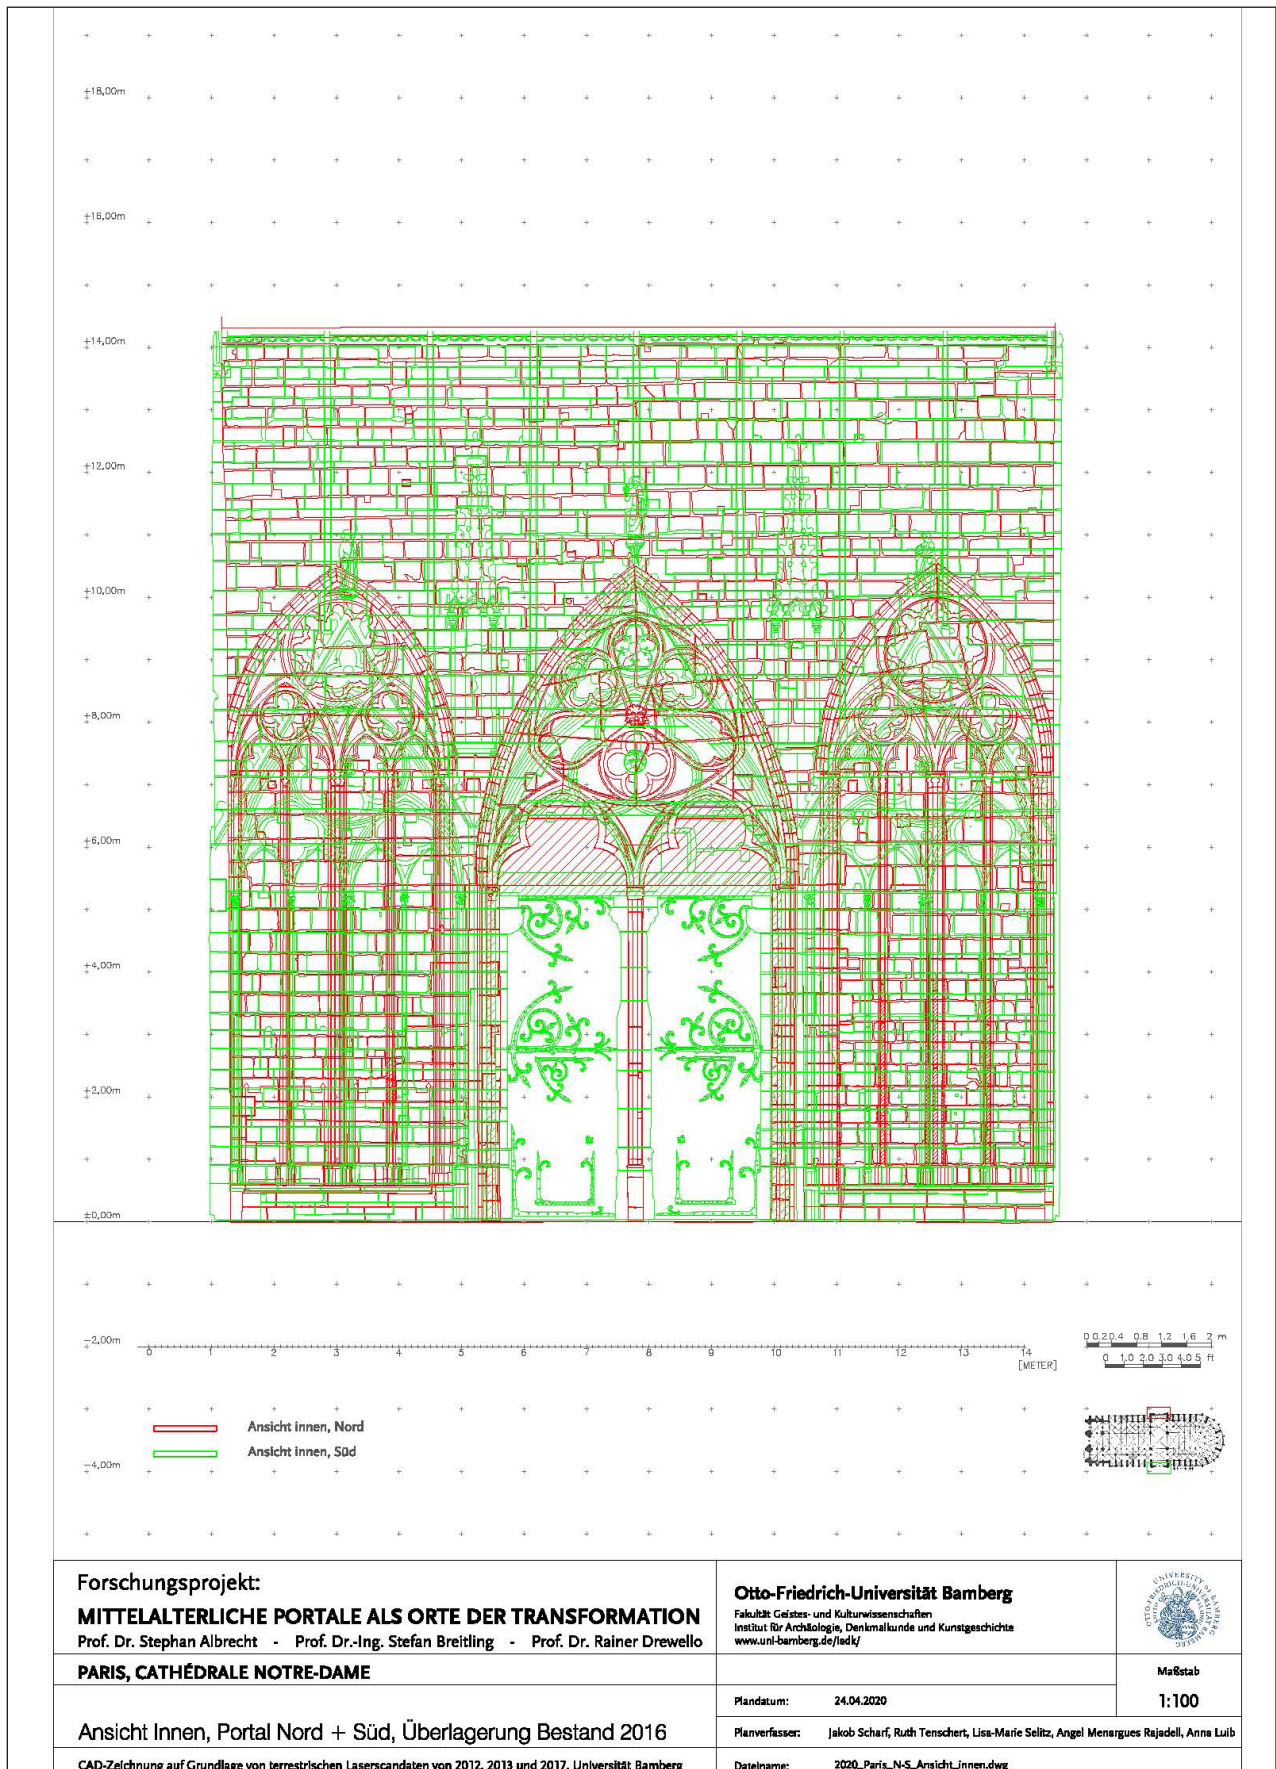 +18,00m
+16,00m
+14,00m
+12,00m
+10,00m
+8,00m
+6,00m
+4,00m
+2,00m
±0,00m
-2,00m
0 1 2 3 4 5 6 7 8 9 10 11 12 13 14
[METER]
0 0.2 0.4 0.8 1.2 1.6 2 m
0 1.0 2.0 3.0 4.0 5 ft
Ansicht innen, Nord
Ansicht innen, Süd
-4,00m
Forschungsprojekt:
MITTELALTERLICHE PORTALE ALS ORTE DER TRANSFORMATION
Prof. Dr. Stephan Albrecht - Prof. Dr.-Ing. Stefan Breitling - Prof. Dr. Rainer Drewello
PARIS, CATHÉDRALE NOTRE-DAME
Ansicht Innen, Portal Nord + Süd, Überlagerung Bestand 2016
CAD-Zeichnung auf Grundlage von terrestrischen Laserscandaten von 2012, 2013 und 2017, Universität Bamberg
Otto-Friedrich-Universität Bamberg
Fakultät Geistes- und Kulturwissenschaften
Institut für Archäologie, Denkmalkunde und Kunstgeschichte
www.uni-bamberg.de/iadk/
UNIVERSITY of BAMBERG
OTTO-FRIEDRICH-UNIVERSITÄT BAMBERG
Maßstab
1:100
Plandatum: 24.04.2020
Planverfasser: Jakob Scharf, Ruth Tenschert, Lisa-Marie Selitz, Angel Menargues Rajadell, Anna Luib
Dateiname: 2020_Paris_N-S_Ansicht_innen.dwg